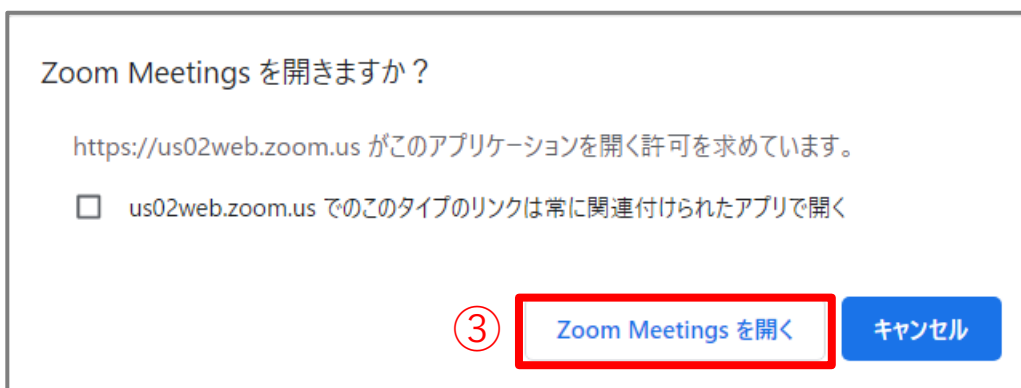 Zoom Meetings を開きますか？
https://us02web.zoom.us がこのアプリケーションを開く許可を求めています。
us02web.zoom.us でのこのタイプのリンクは常に関連付けられたアプリで開く
③ Zoom Meetings を開く キャンセル